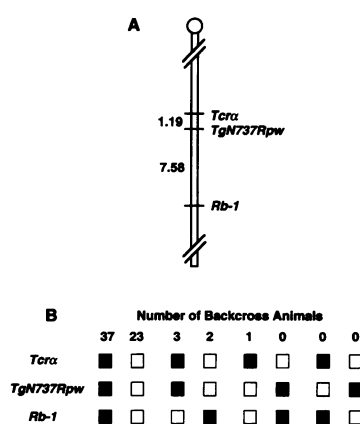 A
Tcrα
1.19
TgN737Rpw
7.58
Rb-1
B
Number of Backcross Animals
37 23 3 2 1 0 0 0
Tcrα
TgN737Rpw
Rb-1